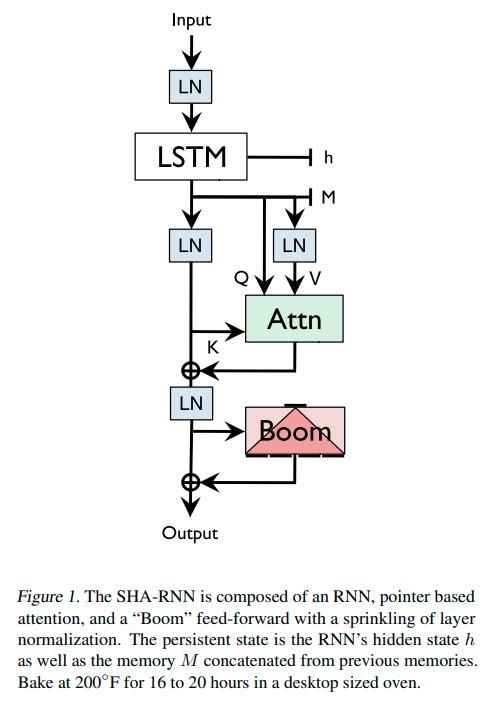 Input
LN
LSTM
h
M
LN
LN
Q
V
Attn
K
LN
Boom
Output
Figure 1. The SHA-RNN is composed of an RNN, pointer based
attention, and a “Boom” feed-forward with a sprinkling of layer
normalization. The persistent state is the RNN’s hidden state h
as well as the memory M concatenated from previous memories.
Bake at 200°F for 16 to 20 hours in a desktop sized oven.